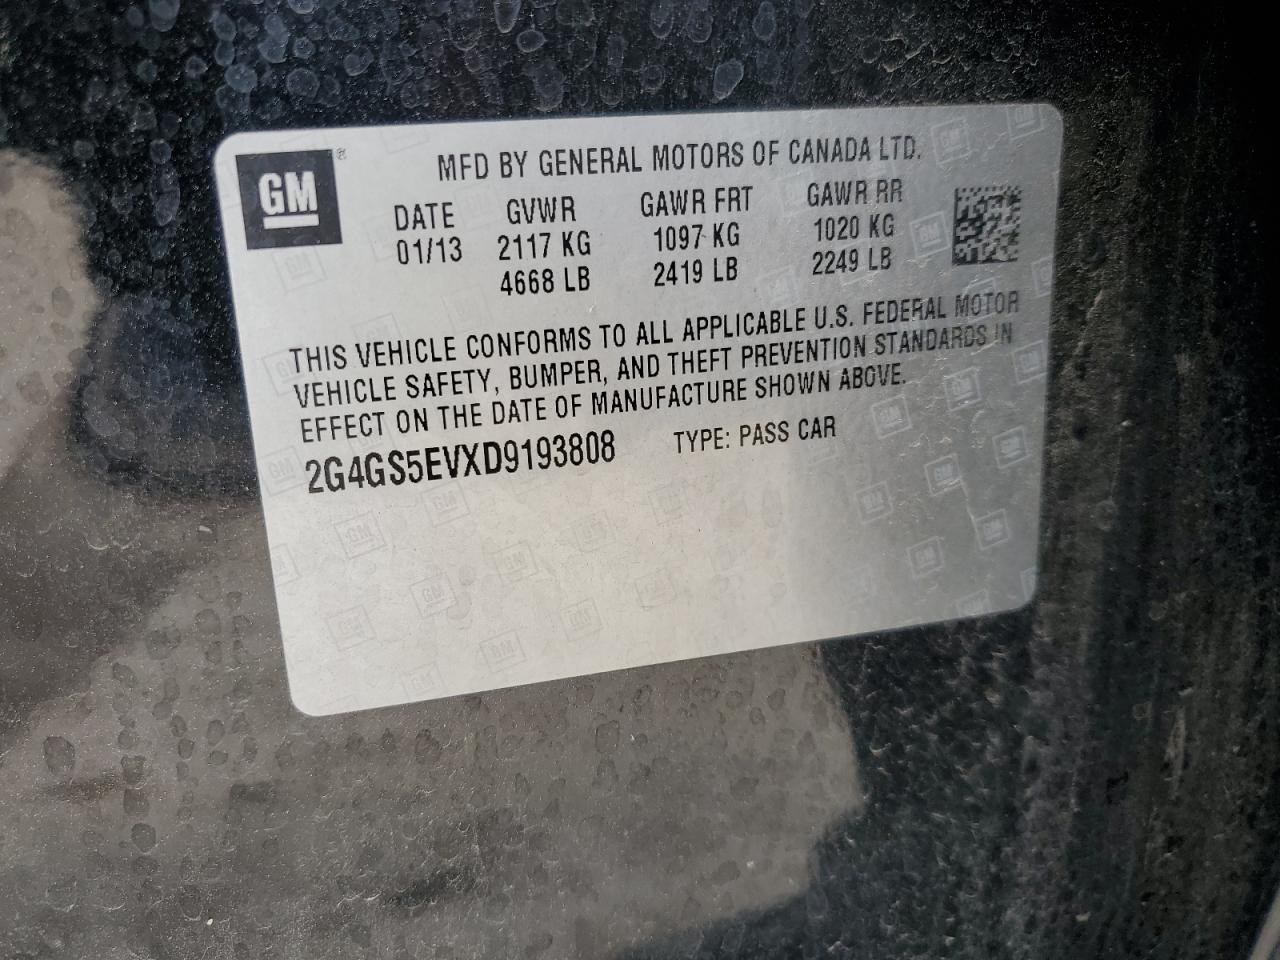 GM ®
MFD BY GENERAL MOTORS OF CANADA LTD.
DATE GVWR GAWR FRT GAWR RR
01/13 2117 KG 1097 KG 1020 KG
4668 LB 2419 LB 2249 LB
THIS VEHICLE CONFORMS TO ALL APPLICABLE U.S. FEDERAL MOTOR
VEHICLE SAFETY, BUMPER, AND THEFT PREVENTION STANDARDS IN
EFFECT ON THE DATE OF MANUFACTURE SHOWN ABOVE.
2G4GS5EVXD9193808 TYPE: PASS CAR